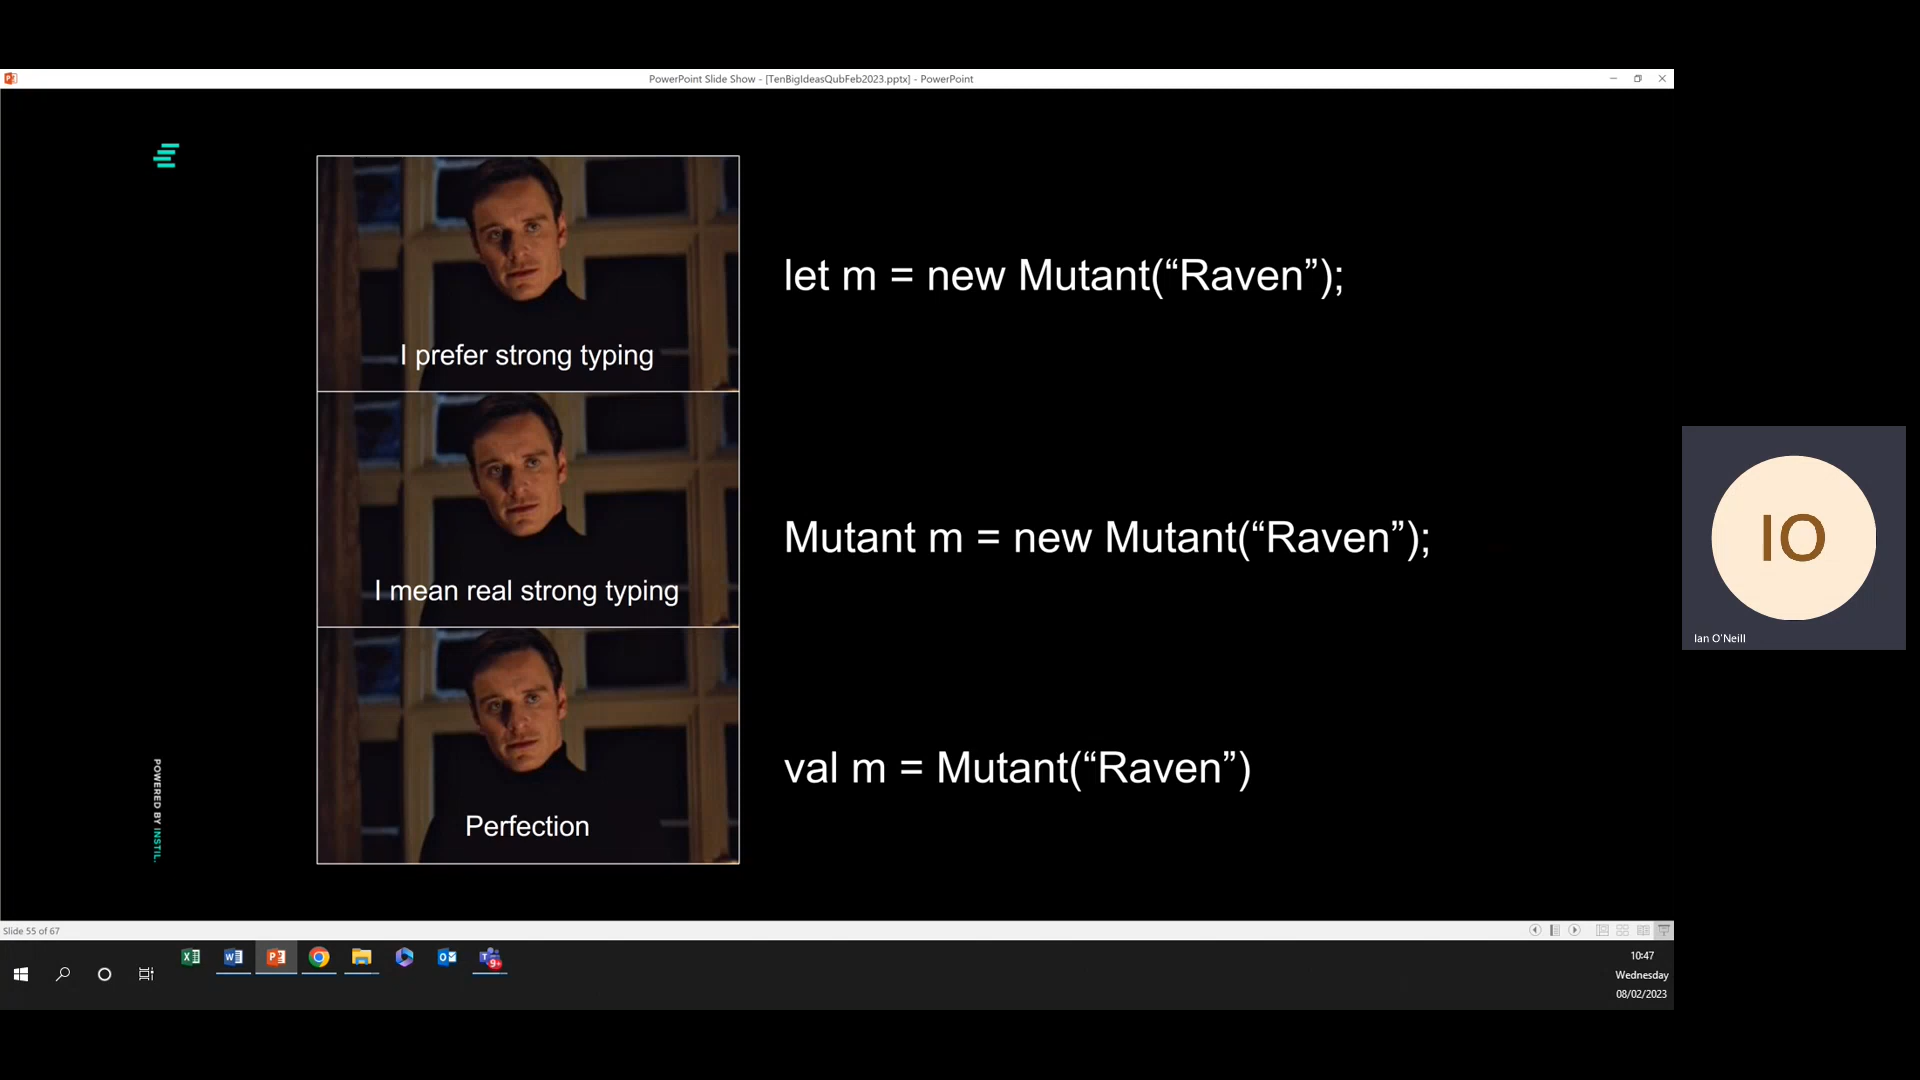 PowerPoint Slide Show - [TenBigIdeasQubFeb2023.pptx] - PowerPoint
let m = new Mutant(“Raven”);
I prefer strong typing
Mutant m = new Mutant(“Raven”);
I mean real strong typing
val m = Mutant(“Raven”)
Perfection
POWERED BY INSTIL.
IO
Ian O'Neill
Slide 55 of 67
9+
10:47
Wednesday
08/02/2023